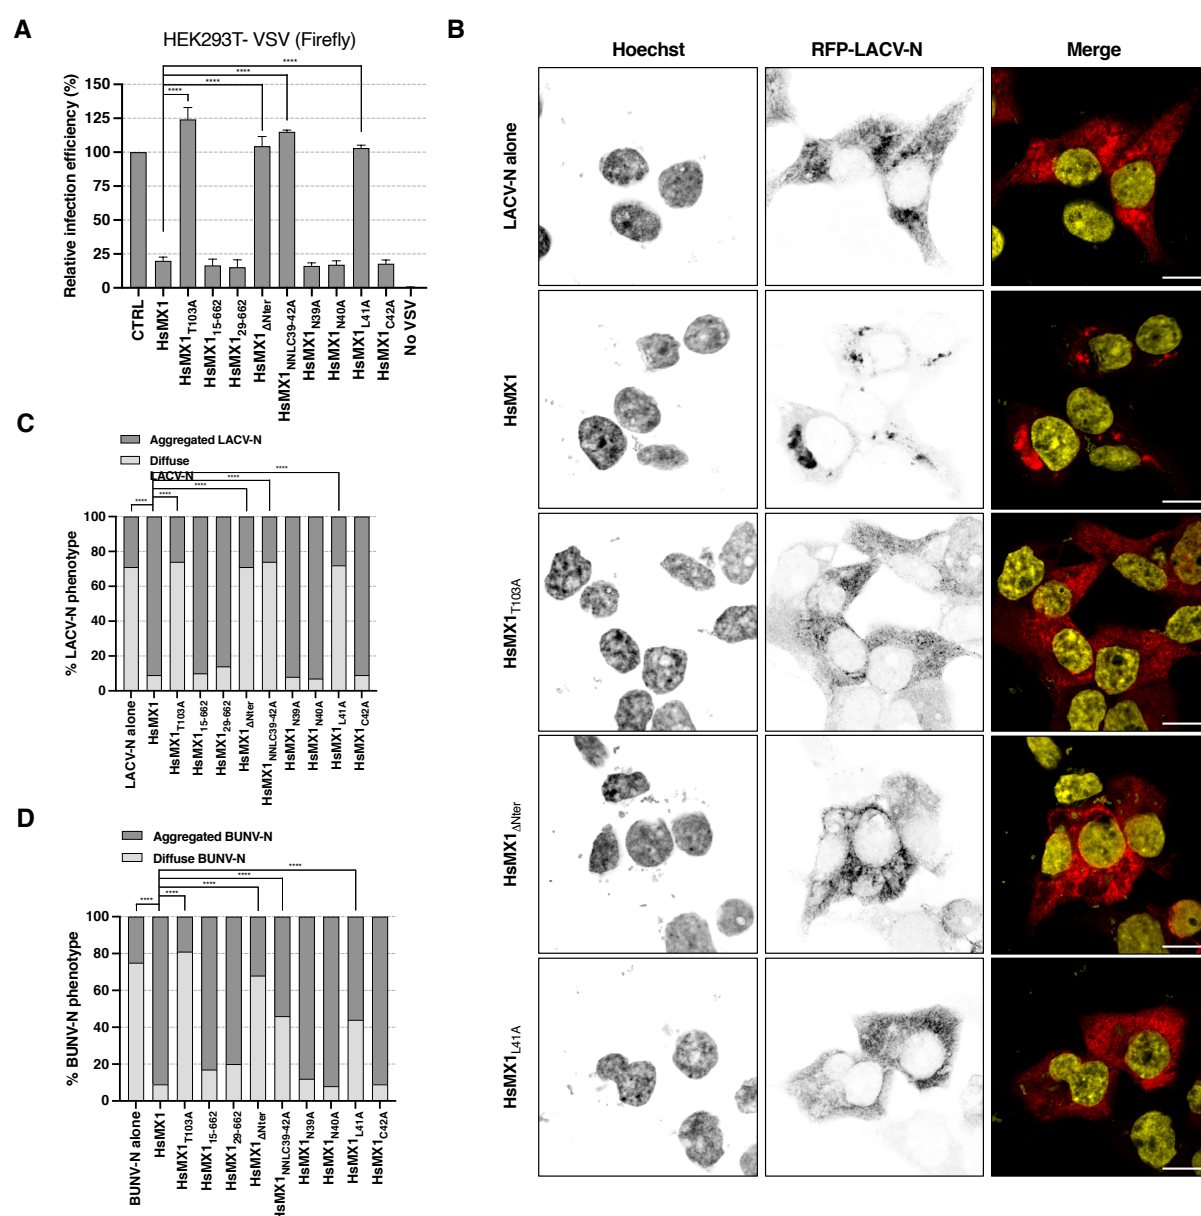 A
HEK293T- VSV (Firefly)
****
****
****
****
Relative infection efficiency (%)
150
125
100
75
50
25
0
CTRL
HsMX1
HsMX1T103A
HsMX115-662
HsMX129-662
HsMX1ΔNter
HsMX1NNLC39-42A
HsMX1N39A
HsMX1N40A
HsMX1L41A
HsMX1C42A
No VSV
B
Hoechst
RFP-LACV-N
Merge
LACV-N alone
HsMX1
HsMX1T103A
HsMX1ΔNter
HsMX1L41A
C
Aggregated LACV-N
Diffuse
LACV-N
****
****
****
****
****
% LACV-N phenotype
100
80
60
40
20
0
LACV-N alone
HsMX1
HsMX1T103A
HsMX115-662
HsMX129-662
HsMX1ΔNter
HsMX1NNLC39-42A
HsMX1N39A
HsMX1N40A
HsMX1L41A
HsMX1C42A
D
Aggregated BUNV-N
Diffuse BUNV-N
****
****
****
****
****
% BUNV-N phenotype
100
80
60
40
20
0
BUNV-N alone
HsMX1
HsMX1T103A
HsMX115-662
HsMX129-662
HsMX1ΔNter
HsMX1NNLC39-42A
HsMX1N39A
HsMX1N40A
HsMX1L41A
HsMX1C42A